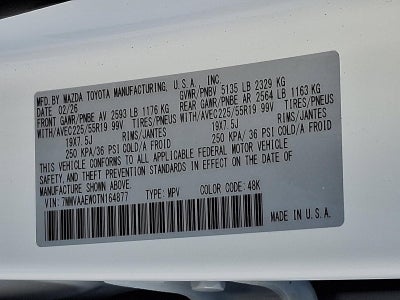 MFD.BY MAZDA TOYOTA MANUFACTURING, U.S.A., INC.
DATE: 02/26 GVWR/PNBV 5135 LB 2329 KG
FRONT GAWR/PNBE AV 2593 LB 1176 KG REAR GAWR/PNBE AR 2564 LB 1163 KG
WITH/AVEC225/55R19 99V TIRES/PNEUS WITH/AVEC225/55R19 99V TIRES/PNEUS
19X7.5J RIMS/JANTES 19X7.5J RIMS/JANTES
250 KPA/36 PSI COLD/A FROID 250 KPA/36 PSI COLD/A FROID
THIS VEHICLE CONFORMS TO ALL APPLICABLE FEDERAL MOTOR VEHICLE
SAFETY, AND THEFT PREVENTION STANDARDS IN EFFECT ON THE DATE OF
MANUFACTURE SHOWN ABOVE.
TYPE: MPV COLOR CODE: 48K
MADE IN U.S.A.